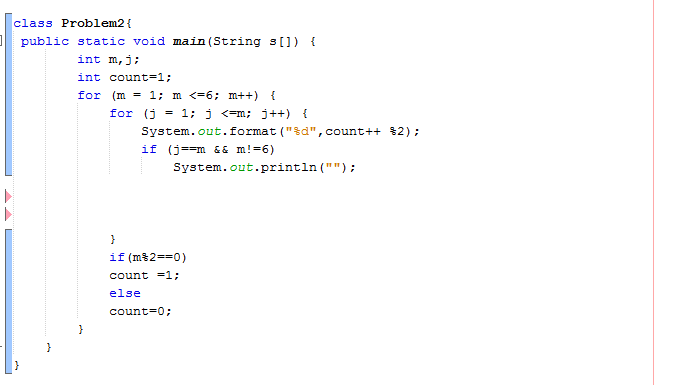 class Problem2{
public static void main(String s[]) {
int m,j;
int count=1;
for (m = 1; m <=6; m++) {
for (j = 1; j <=m; j++) {
System.out.format("%d",count++ %2);
if (j==m && m!=6)
System.out.println("");
}
if(m%2==0)
count =1;
else
count=0;
}
}
}